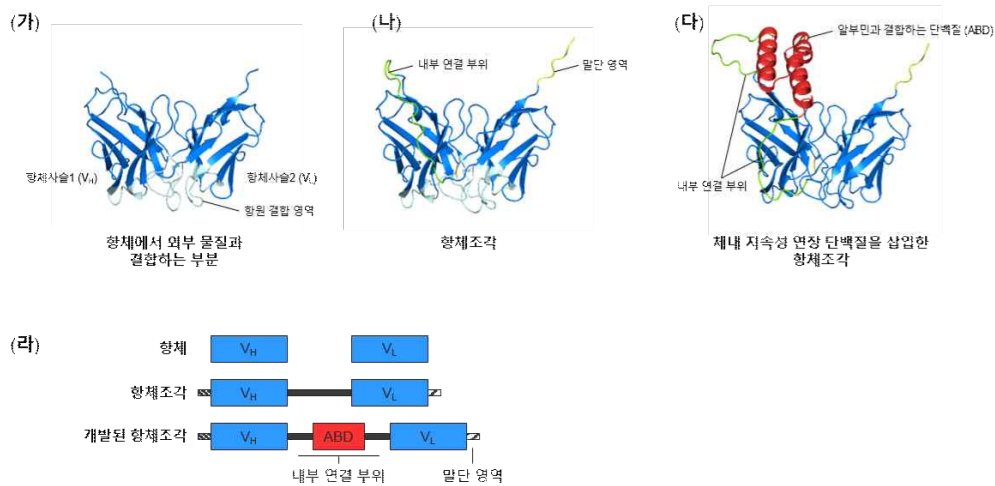 (가)
항체사슬1 (VH)
항체사슬2 (VL)
항원 결합 영역
항체에서 외부 물질과
결합하는 부분
(나)
내부 연결 부위
말단 영역
항체조각
(다)
알부민과 결합하는 단백질 (ABD)
내부 연결 부위
체내 지속성 연장 단백질을 삽입한
항체조각
(라)
항체 VH VL
항체조각 VH VL
개발된 항체조각 VH ABD VL
내부 연결 부위 말단 영역